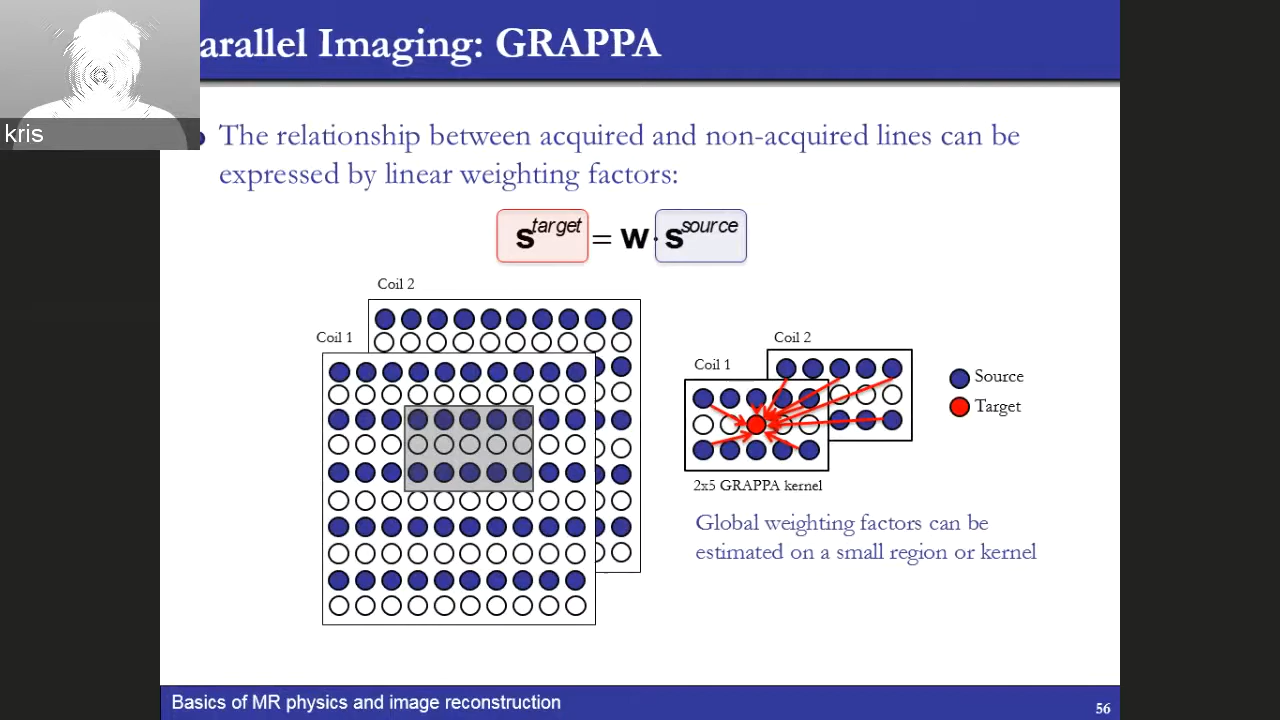 arallel Imaging: GRAPPA
kris
The relationship between acquired and non-acquired lines can be
expressed by linear weighting factors:
s^target = w · s^source
Coil 2
Coil 1
Coil 2
Coil 1
Source
Target
2x5 GRAPPA kernel
Global weighting factors can be
estimated on a small region or kernel
Basics of MR physics and image reconstruction
56